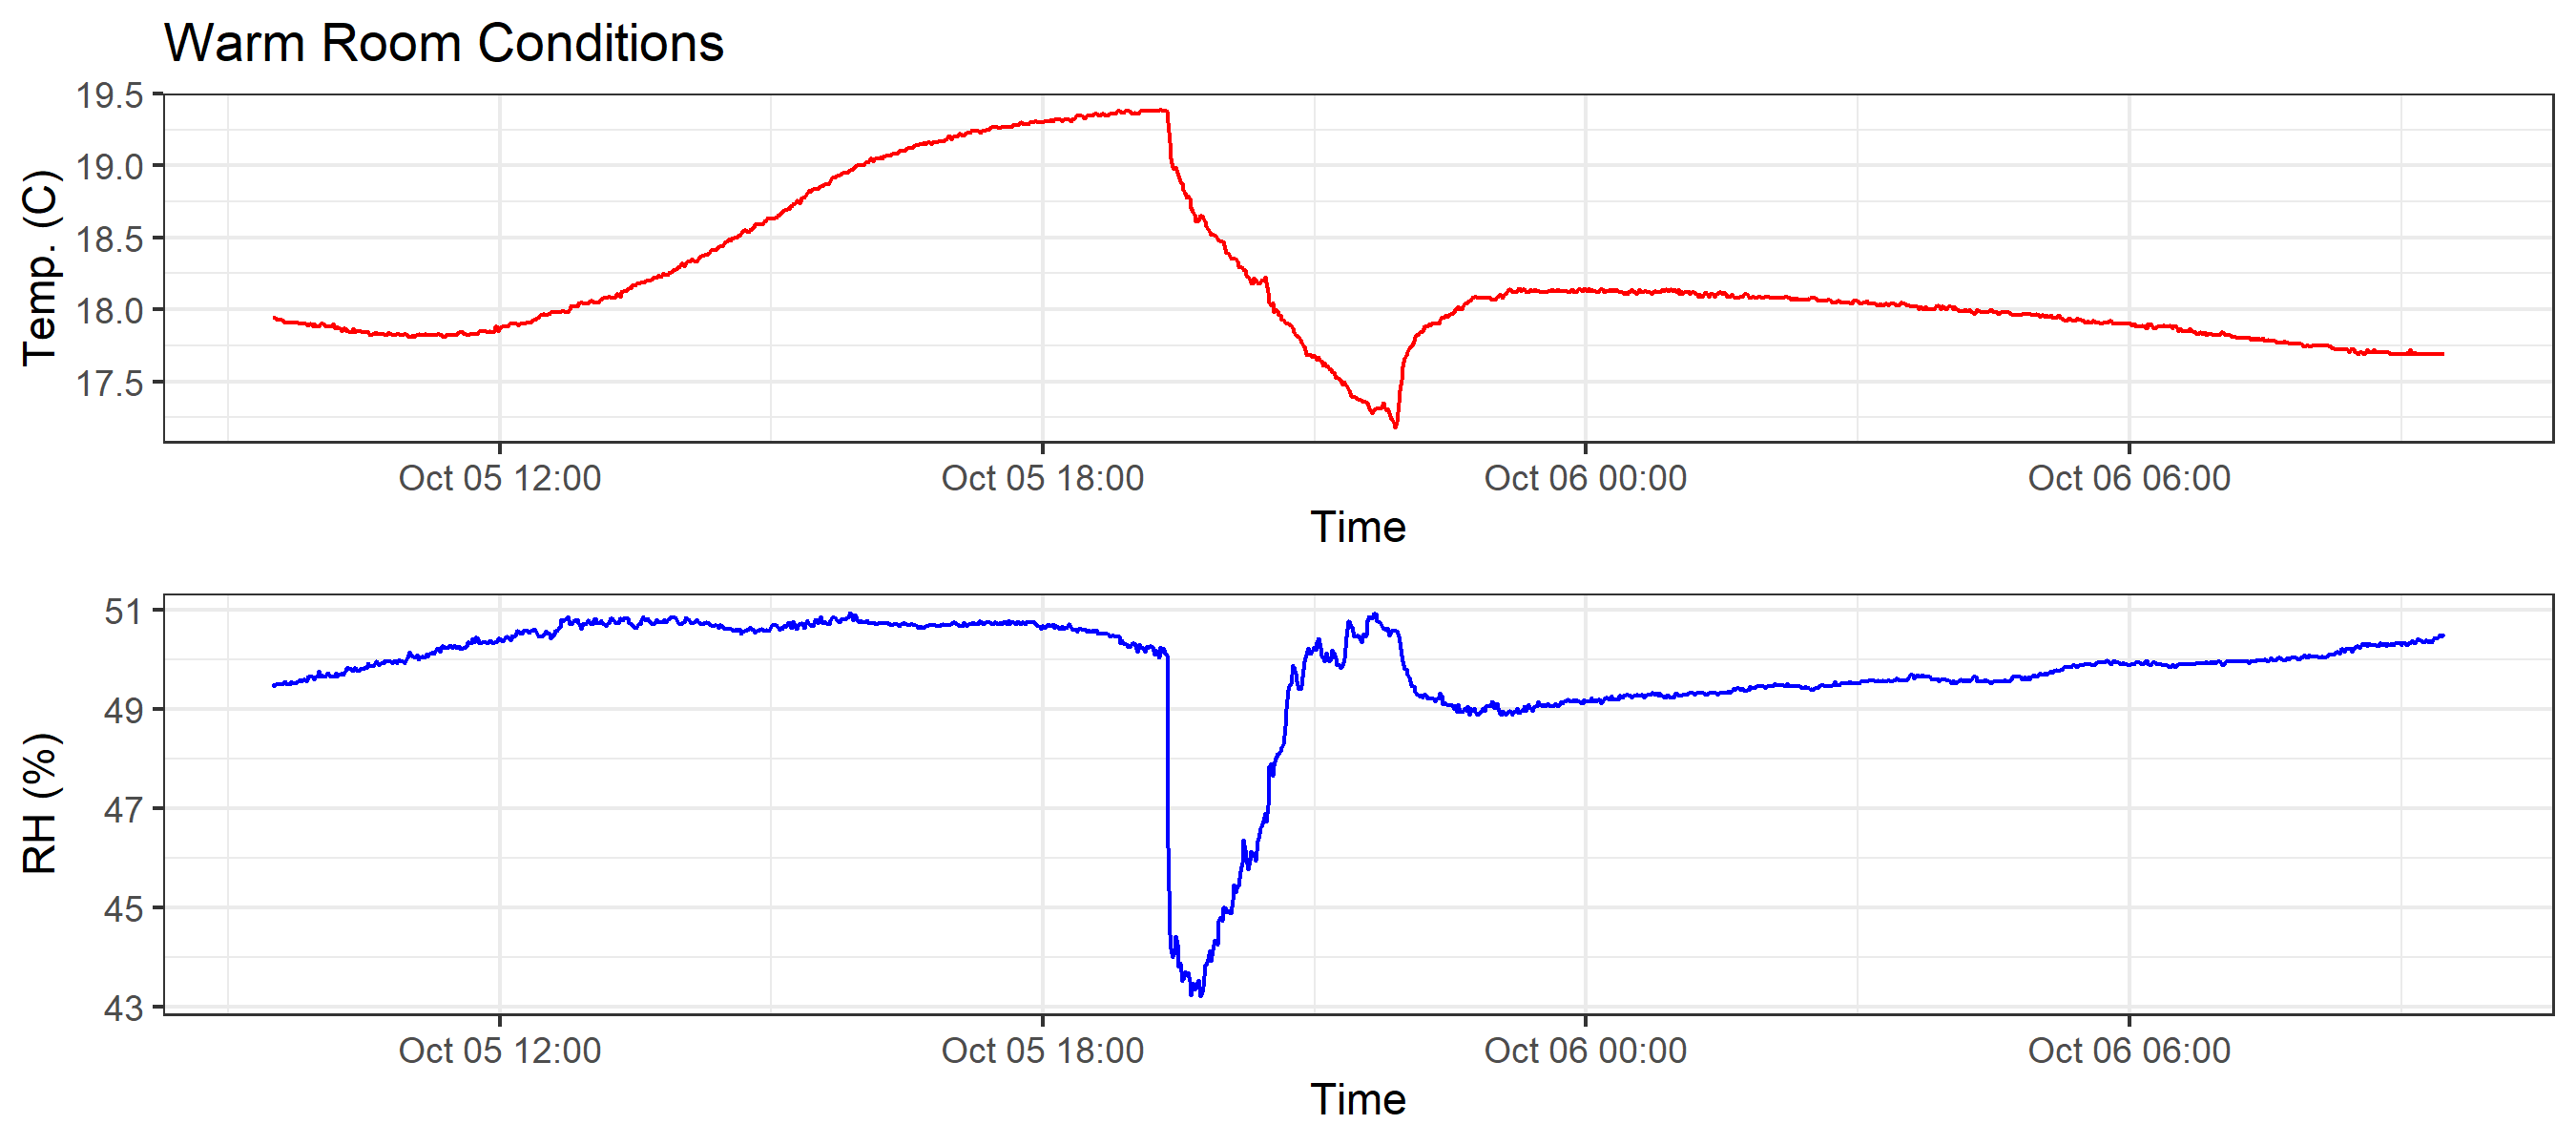 Warm Room Conditions
Temp. (C)
19.5
19.0
18.5
18.0
17.5
Oct 05 12:00 Oct 05 18:00 Oct 06 00:00 Oct 06 06:00
Time
RH (%)
51
49
47
45
43
Oct 05 12:00 Oct 05 18:00 Oct 06 00:00 Oct 06 06:00
Time